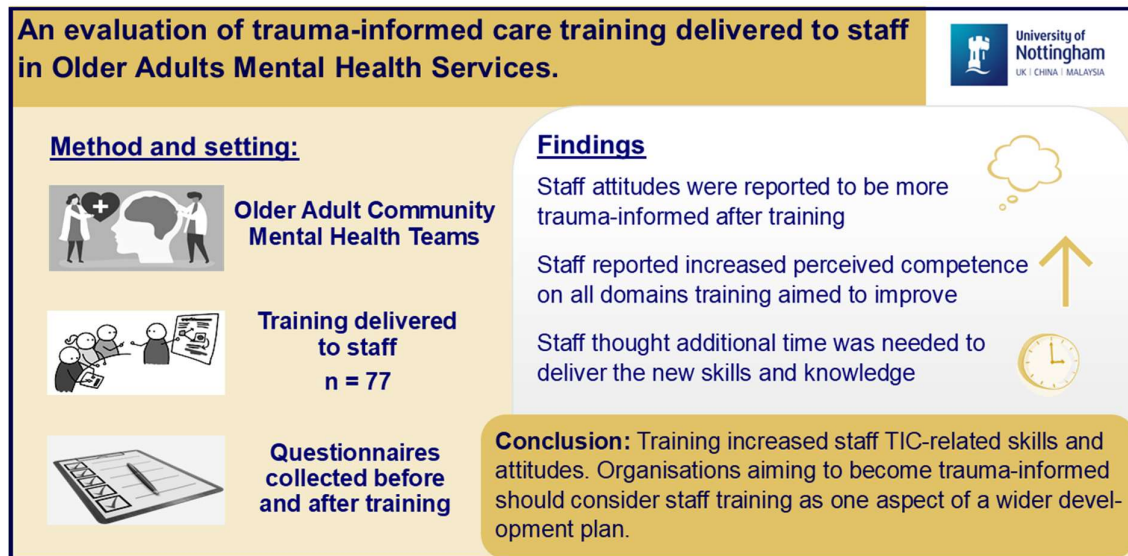 An evaluation of trauma-informed care training delivered to staff
in Older Adults Mental Health Services.
University of
Nottingham
UK | CHINA | MALAYSIA
Method and setting:
Older Adult Community
Mental Health Teams
Training delivered
to staff
n = 77
Questionnaires
collected before
and after training
Findings
Staff attitudes were reported to be more
trauma-informed after training
Staff reported increased perceived competence
on all domains training aimed to improve
Staff thought additional time was needed to
deliver the new skills and knowledge
Conclusion: Training increased staff TIC-related skills and
attitudes. Organisations aiming to become trauma-informed
should consider staff training as one aspect of a wider devel-
opment plan.